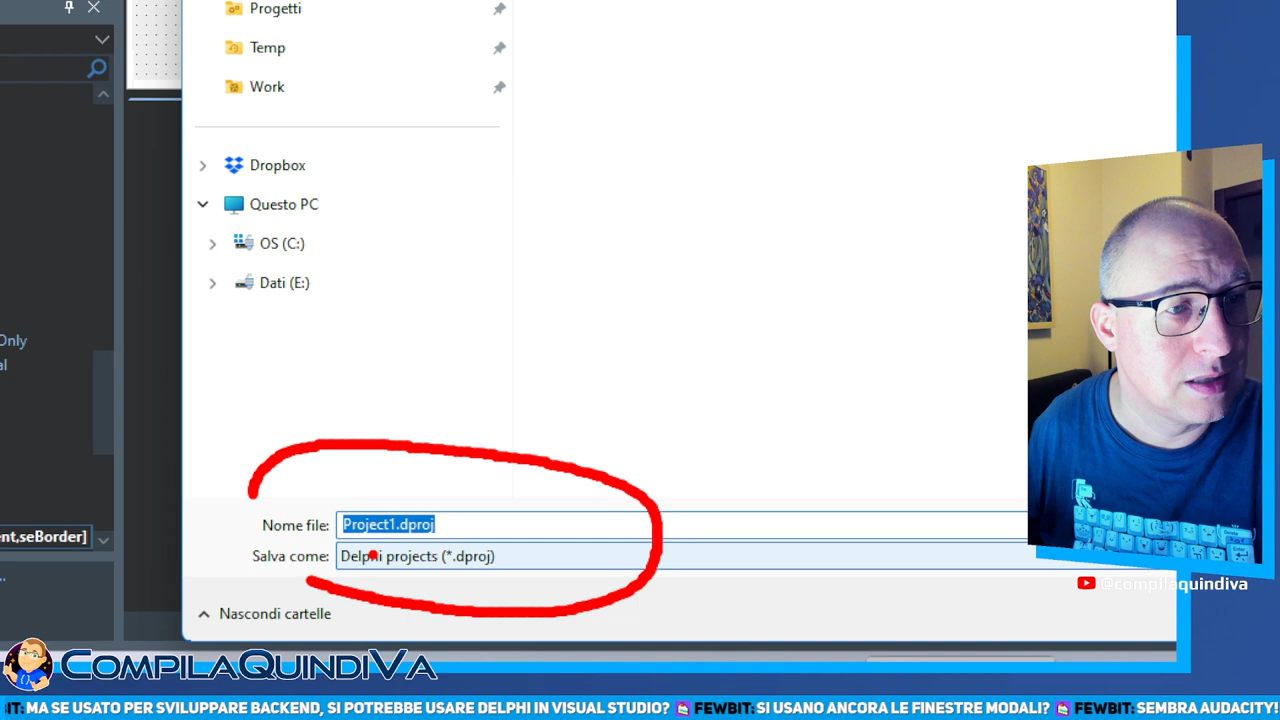 Progetti
Temp
Work
Dropbox
Questo PC
OS (C:)
Dati (E:)
Only
al
ent,seBorder]
Nome file: Project1.dproj
Salva come: Delphi projects (*.dproj)
Nascondi cartelle
Enter
@compilaquindiva
COMPILAQUINDIVA
IT: MA SE USATO PER SVILUPPARE BACKEND, SI POTREBBE USARE DELPHI IN VISUAL STUDIO? FEWBIT: SI USANO ANCORA LE FINESTRE MODALI? FEWBIT: SEMBRA AUDACITY!